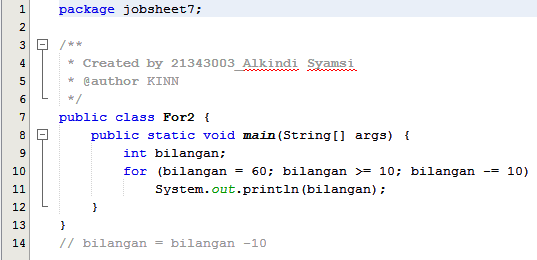 1 package jobsheet7;
2
3 /**
4  * Created by 21343003_Alkindi Syamsi
5  * @author KINN
6  */
7 public class For2 {
8     public static void main(String[] args) {
9         int bilangan;
10         for (bilangan = 60; bilangan >= 10; bilangan -= 10)
11             System.out.println(bilangan);
12     }
13 }
14 // bilangan = bilangan -10